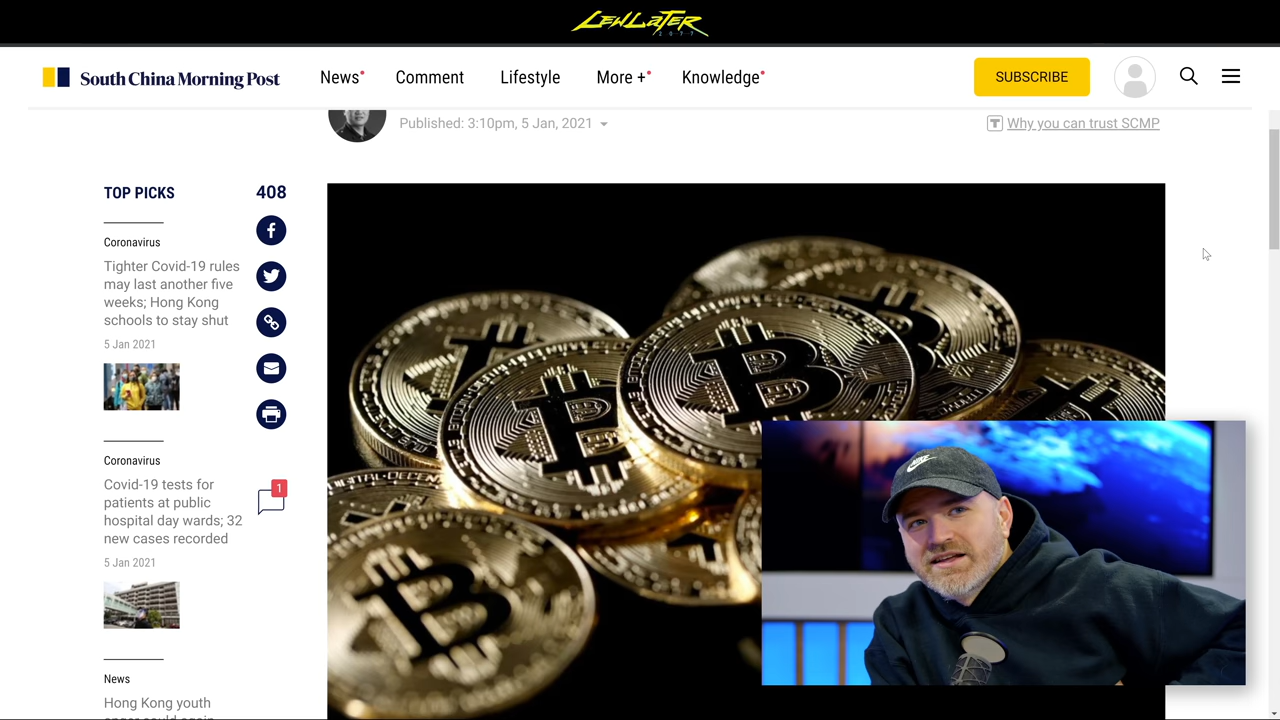 LEWLATER
2077
South China Morning Post
News
Comment
Lifestyle
More +
Knowledge
SUBSCRIBE
Published: 3:10pm, 5 Jan, 2021
T Why you can trust SCMP
TOP PICKS
408
Coronavirus
Tighter Covid-19 rules
may last another five
weeks; Hong Kong
schools to stay shut
5 Jan 2021
Coronavirus
Covid-19 tests for
patients at public
hospital day wards; 32
new cases recorded
5 Jan 2021
1
News
Hong Kong youth